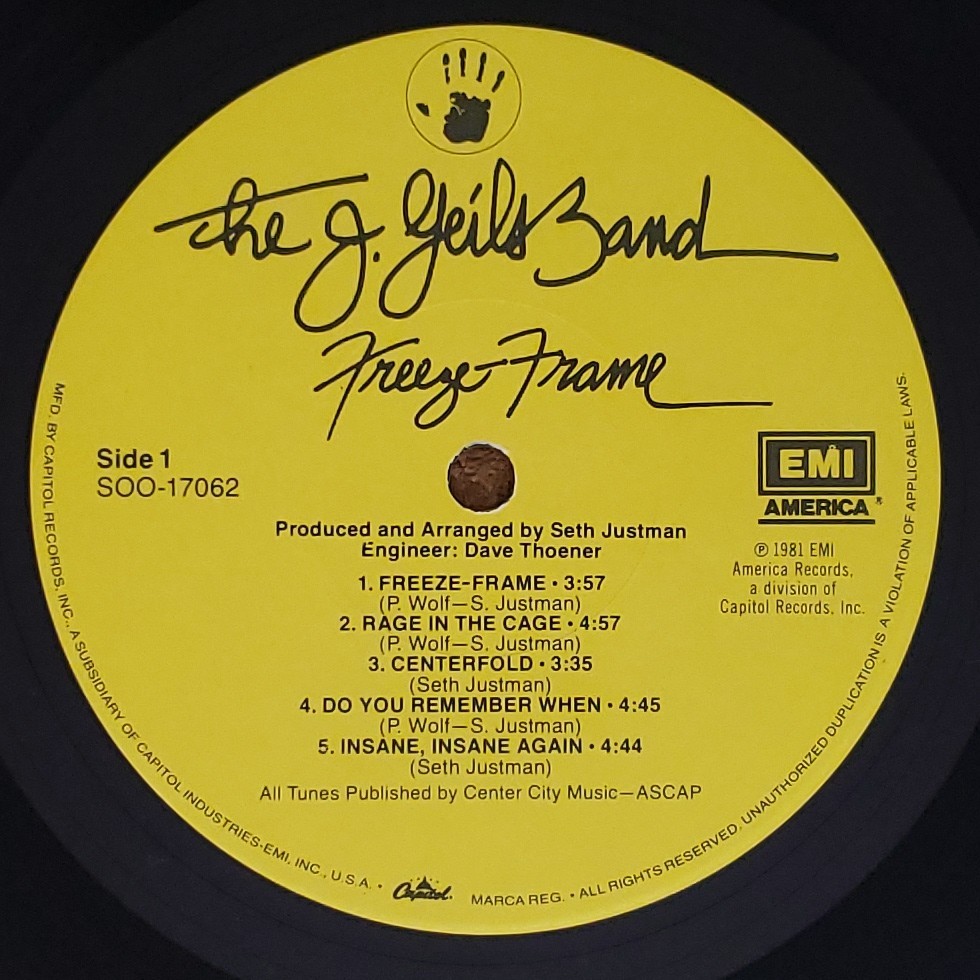 the J. Geils Band
Freeze-Frame
Side 1
SOO-17062
EMI
AMERICA®
Produced and Arranged by Seth Justman
Engineer: Dave Thoener
℗ 1981 EMI
America Records,
a division of
Capitol Records, Inc.
1. FREEZE-FRAME • 3:57
(P. Wolf—S. Justman)
2. RAGE IN THE CAGE • 4:57
(P. Wolf—S. Justman)
3. CENTERFOLD • 3:35
(Seth Justman)
4. DO YOU REMEMBER WHEN • 4:45
(P. Wolf—S. Justman)
5. INSANE, INSANE AGAIN • 4:44
(Seth Justman)
All Tunes Published by Center City Music—ASCAP
MFD. BY CAPITOL RECORDS, INC., A SUBSIDIARY OF CAPITOL INDUSTRIES-EMI, INC., U.S.A. • Capitol. MARCA REG. • ALL RIGHTS RESERVED. UNAUTHORIZED DUPLICATION IS A VIOLATION OF APPLICABLE LAWS.